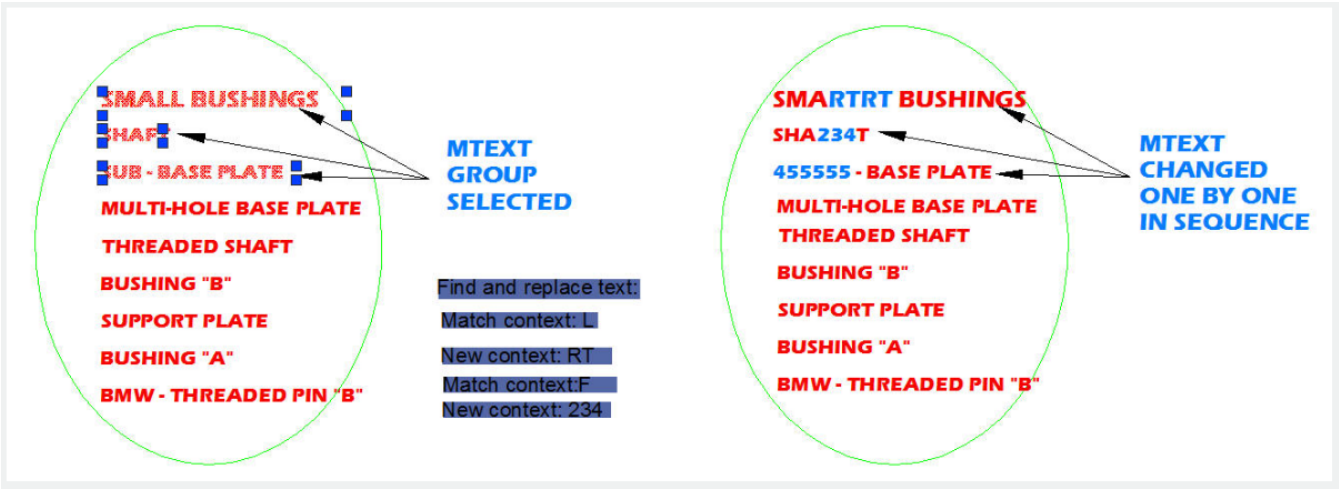 SMALL BUSHINGS
SHAFT
SUB - BASE PLATE
MULTI-HOLE BASE PLATE
THREADED SHAFT
BUSHING "B"
SUPPORT PLATE
BUSHING "A"
BMW - THREADED PIN "B"
MTEXT
GROUP
SELECTED
Find and replace text:
Match context: L
New context: RT
Match context:F
New context: 234
SMARTRT BUSHINGS
SHA234T
455555 - BASE PLATE
MULTI-HOLE BASE PLATE
THREADED SHAFT
BUSHING "B"
SUPPORT PLATE
BUSHING "A"
BMW - THREADED PIN "B"
MTEXT
CHANGED
ONE BY ONE
IN SEQUENCE